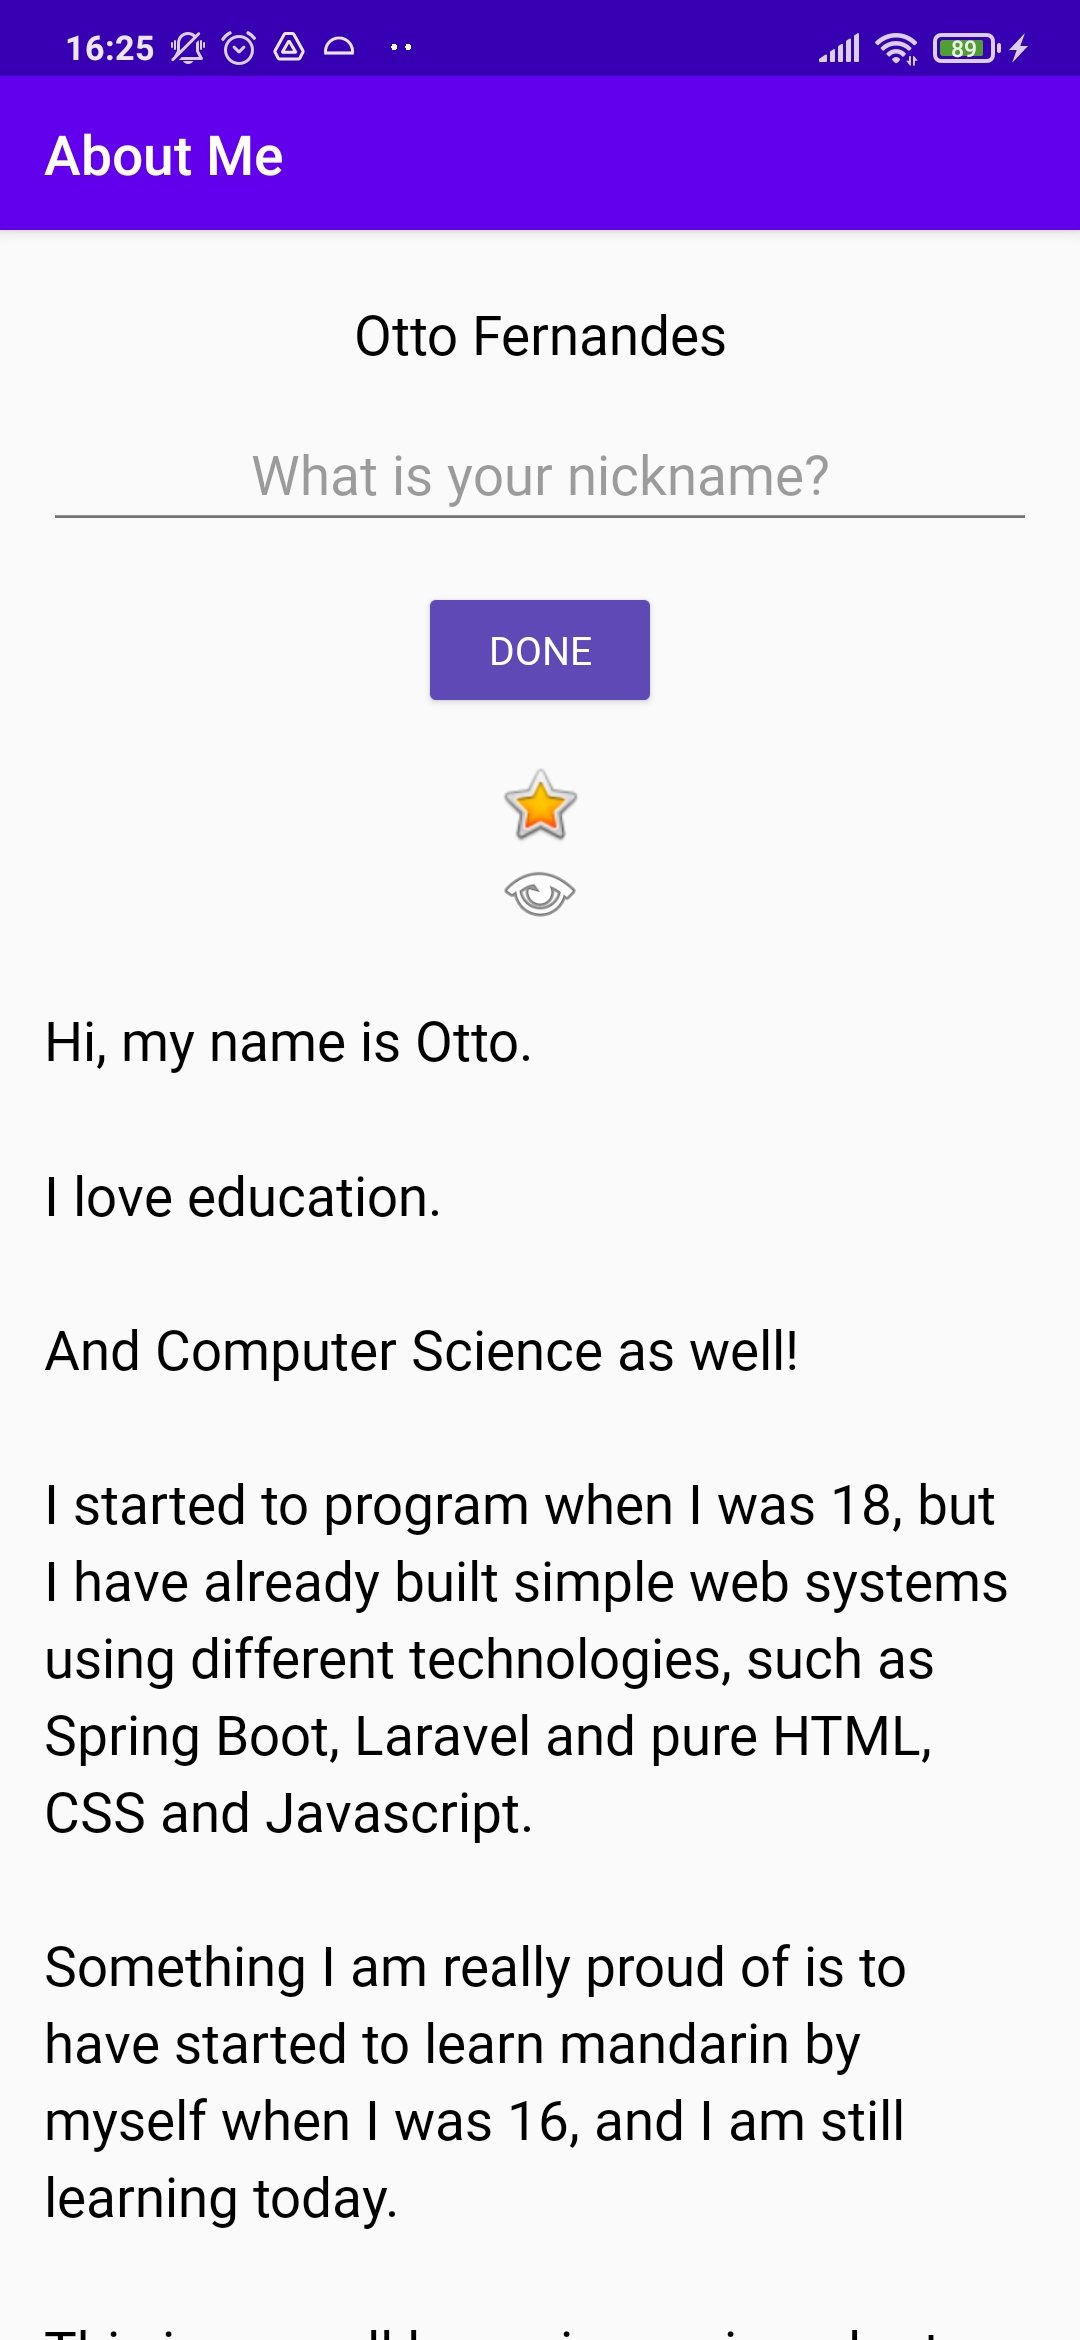 16:25
89
About Me
Otto Fernandes
What is your nickname?
DONE
Hi, my name is Otto.
I love education.
And Computer Science as well!
I started to program when I was 18, but
I have already built simple web systems
using different technologies, such as
Spring Boot, Laravel and pure HTML,
CSS and Javascript.
Something I am really proud of is to
have started to learn mandarin by
myself when I was 16, and I am still
learning today.